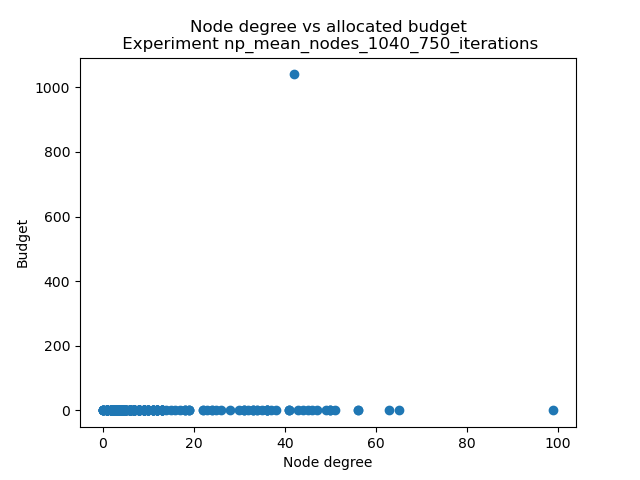 Node degree vs allocated budget
Experiment np_mean_nodes_1040_750_iterations
1000
800
600
400
200
0
Budget
0 20 40 60 80 100
Node degree